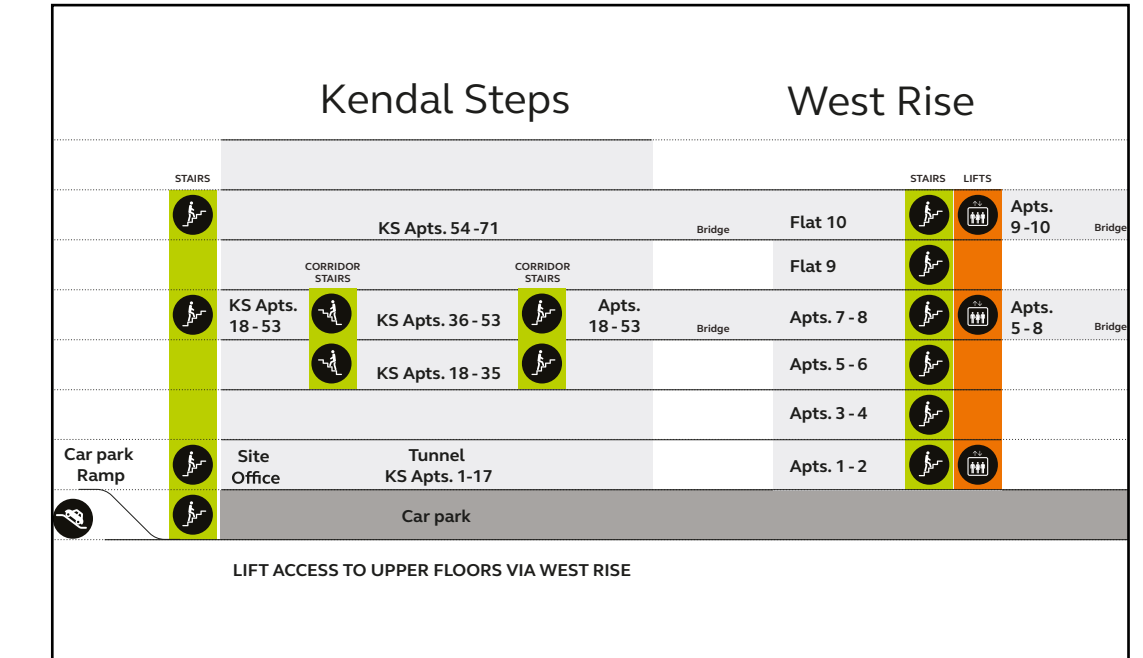 Kendal Steps
West Rise
STAIRS
STAIRS
LIFTS
KS Apts. 54 -71
Bridge
Flat 10
Apts.
9 -10
Bridge
CORRIDOR
STAIRS
CORRIDOR
STAIRS
Flat 9
KS Apts.
18 - 53
KS Apts. 36 - 53
Apts.
18 - 53
Bridge
Apts. 7 - 8
Apts.
5 - 8
Bridge
KS Apts. 18 - 35
Apts. 5 - 6
Apts. 3 - 4
Car park
Ramp
Site
Office
Tunnel
KS Apts. 1-17
Apts. 1 - 2
Car park
LIFT ACCESS TO UPPER FLOORS VIA WEST RISE